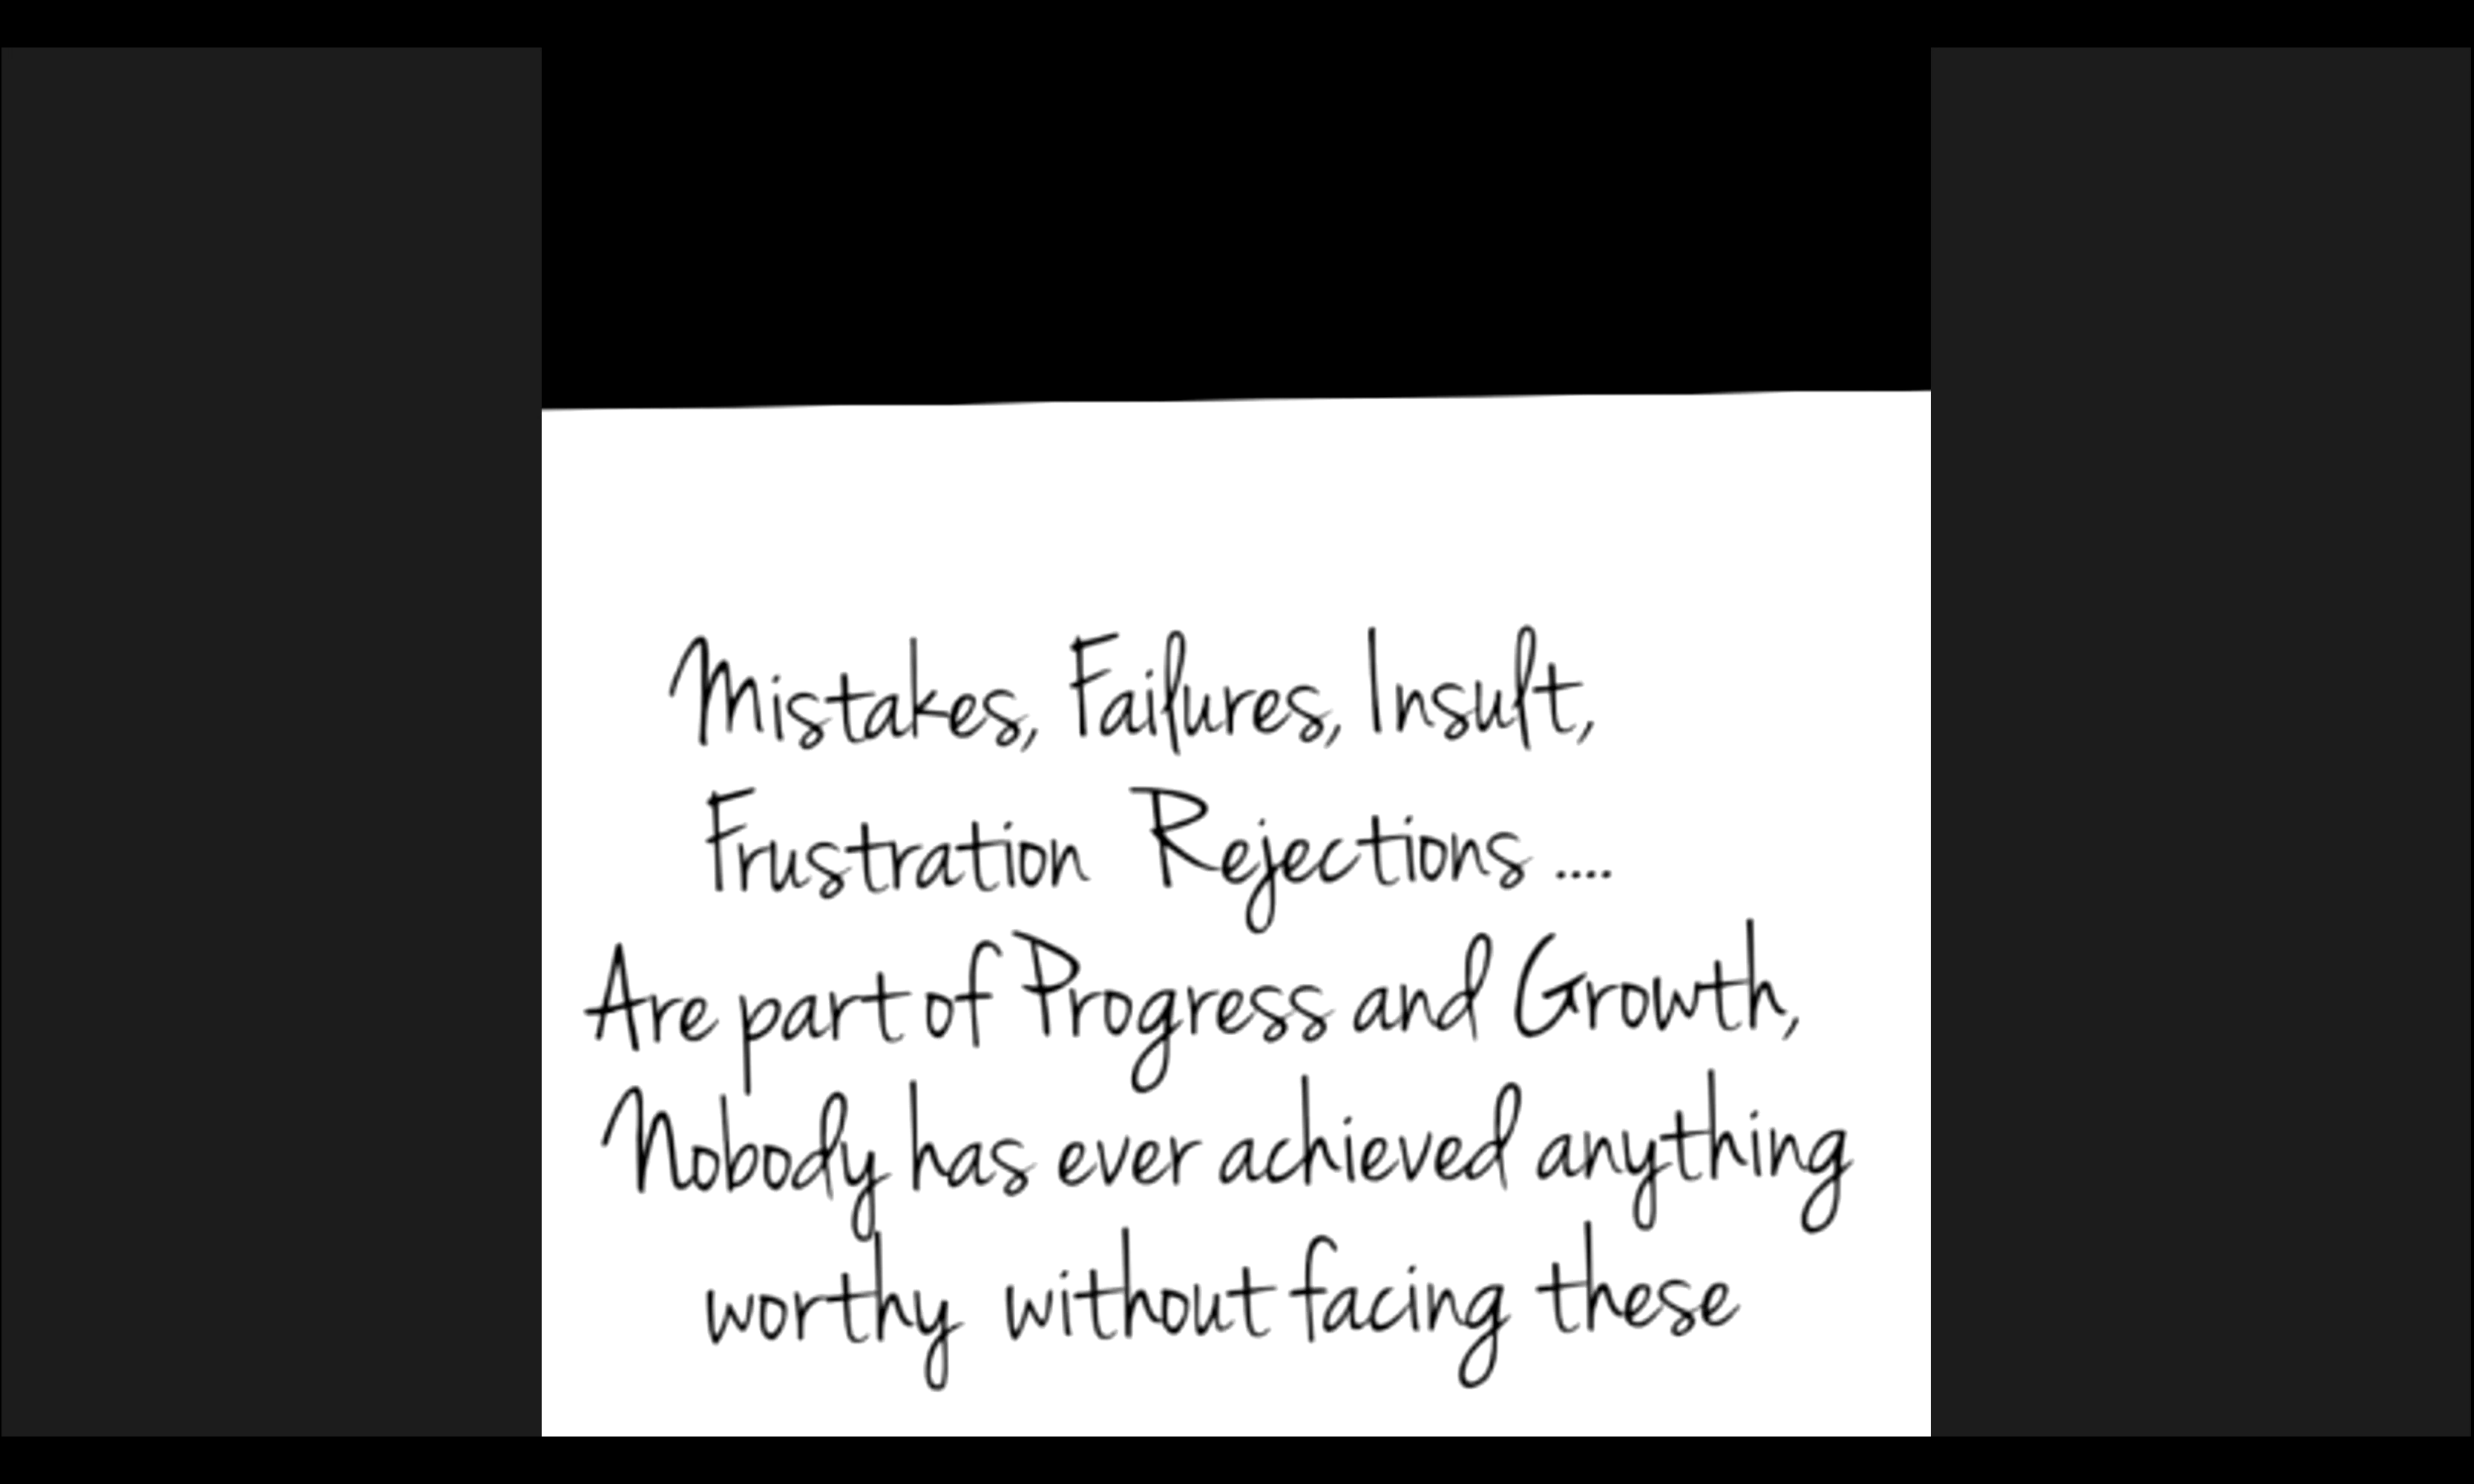 Mistakes, Failures, Insult,
Frustration Rejections ....
Are part of Progress and Growth,
Nobody has ever achieved anything
worthy without facing these